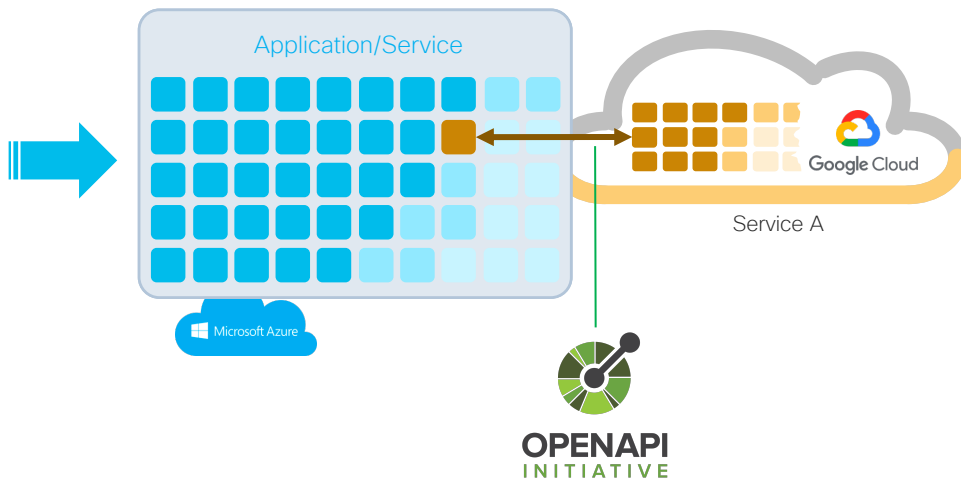 Application/Service
Google Cloud
Service A
Microsoft Azure
OPENAPI
INITIATIVE